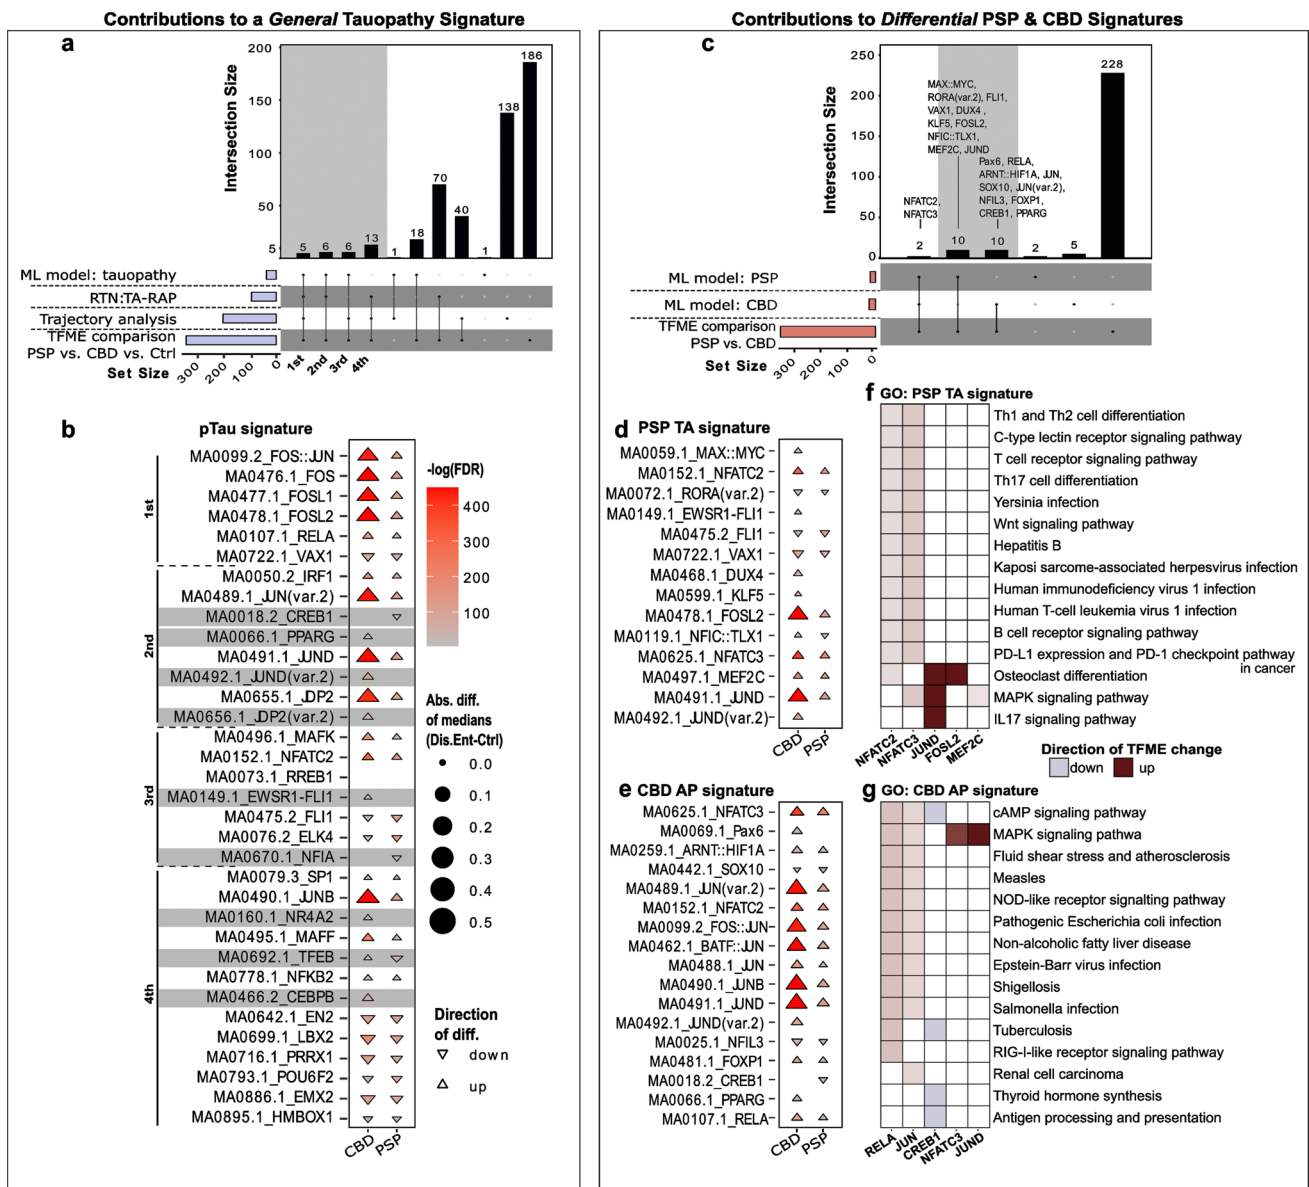 Contributions to a General Tauopathy Signature
Contributions to Differential PSP & CBD Signatures
a
Intersection Size
200
150
100
50
5
5
6
6
13
1
18
70
40
1
138
186
ML model: tauopathy
RTN:TA-RAP
Trajectory analysis
TFME comparison
PSP vs. CBD vs. Ctrl
Set Size
300
200
100
0
1st
2nd
3rd
4th
b
pTau signature
1st
MA0099.2_FOS::JUN
MA0476.1_FOS
MA0477.1_FOSL1
MA0478.1_FOSL2
MA0107.1_RELA
MA0722.1_VAX1
2nd
MA0050.2_IRF1
MA0489.1_JUN(var.2)
MA0018.2_CREB1
MA0066.1_PPARG
MA0491.1_JUND
MA0492.1_JUND(var.2)
MA0655.1_JDP2
MA0656.1_JDP2(var.2)
3rd
MA0496.1_MAFK
MA0152.1_NFATC2
MA0073.1_RREB1
MA0149.1_EWSR1-FLI1
MA0475.2_FLI1
MA0076.2_ELK4
MA0670.1_NFIA
4th
MA0079.3_SP1
MA0490.1_JUNB
MA0160.1_NR4A2
MA0495.1_MAFF
MA0692.1_TFEB
MA0778.1_NFKB2
MA0466.2_CEBPB
MA0642.1_EN2
MA0699.1_LBX2
MA0716.1_PRRX1
MA0793.1_POU6F2
MA0886.1_EMX2
MA0895.1_HMBOX1
CBD
PSP
-log(FDR)
400
300
200
100
Abs. diff.
of medians
(Dis.Ent-Ctrl)
0.0
0.1
0.2
0.3
0.4
0.5
Direction
of diff.
down
up
c
Intersection Size
250
200
150
100
50
0
MAX::MYC,
RORA(var.2), FLI1,
VAX1, DUX4 ,
KLF5, FOSL2,
NFIC::TLX1,
MEF2C, JUND
Pax6, RELA,
ARNT::HIF1A, JUN,
SOX10, JUN(var.2),
NFIL3, FOXP1,
CREB1, PPARG
NFATC2,
NFATC3
2
10
10
2
5
228
ML model: PSP
ML model: CBD
TFME comparison
PSP vs. CBD
Set Size
300
200
100
0
d
PSP TA signature
MA0059.1_MAX::MYC
MA0152.1_NFATC2
MA0072.1_RORA(var.2)
MA0149.1_EWSR1-FLI1
MA0475.2_FLI1
MA0722.1_VAX1
MA0468.1_DUX4
MA0599.1_KLF5
MA0478.1_FOSL2
MA0119.1_NFIC::TLX1
MA0625.1_NFATC3
MA0497.1_MEF2C
MA0491.1_JUND
MA0492.1_JUND(var.2)
CBD
PSP
e
CBD AP signature
MA0625.1_NFATC3
MA0069.1_Pax6
MA0259.1_ARNT::HIF1A
MA0442.1_SOX10
MA0489.1_JUN(var.2)
MA0152.1_NFATC2
MA0099.2_FOS::JUN
MA0462.1_BATF::JUN
MA0488.1_JUN
MA0490.1_JUNB
MA0491.1_JUND
MA0492.1_JUND(var.2)
MA0025.1_NFIL3
MA0481.1_FOXP1
MA0018.2_CREB1
MA0066.1_PPARG
MA0107.1_RELA
CBD
PSP
f
GO: PSP TA signature
Th1 and Th2 cell differentiation
C-type lectin receptor signaling pathway
T cell receptor signaling pathway
Th17 cell differentiation
Yersinia infection
Wnt signaling pathway
Hepatitis B
Kaposi sarcome-associated herpesvirus infection
Human immunodeficiency virus 1 infection
Human T-cell leukemia virus 1 infection
B cell receptor signaling pathway
PD-L1 expression and PD-1 checkpoint pathway
in cancer
Osteoclast differentiation
MAPK signaling pathway
IL17 signaling pathway
NFATC2
NFATC3
JUND
FOSL2
MEF2C
Direction of TFME change
down
up
g
GO: CBD AP signature
cAMP signaling pathway
MAPK signaling pathwa
Fluid shear stress and atherosclerosis
Measles
NOD-like receptor signalting pathway
Pathogenic Escherichia coli infection
Non-alcoholic fatty liver disease
Epstein-Barr virus infection
Shigellosis
Salmonella infection
Tuberculosis
RIG-I-like receptor signaling pathway
Renal cell carcinoma
Thyroid hormone synthesis
Antigen processing and presentation
RELA
JUN
CREB1
NFATC3
JUND